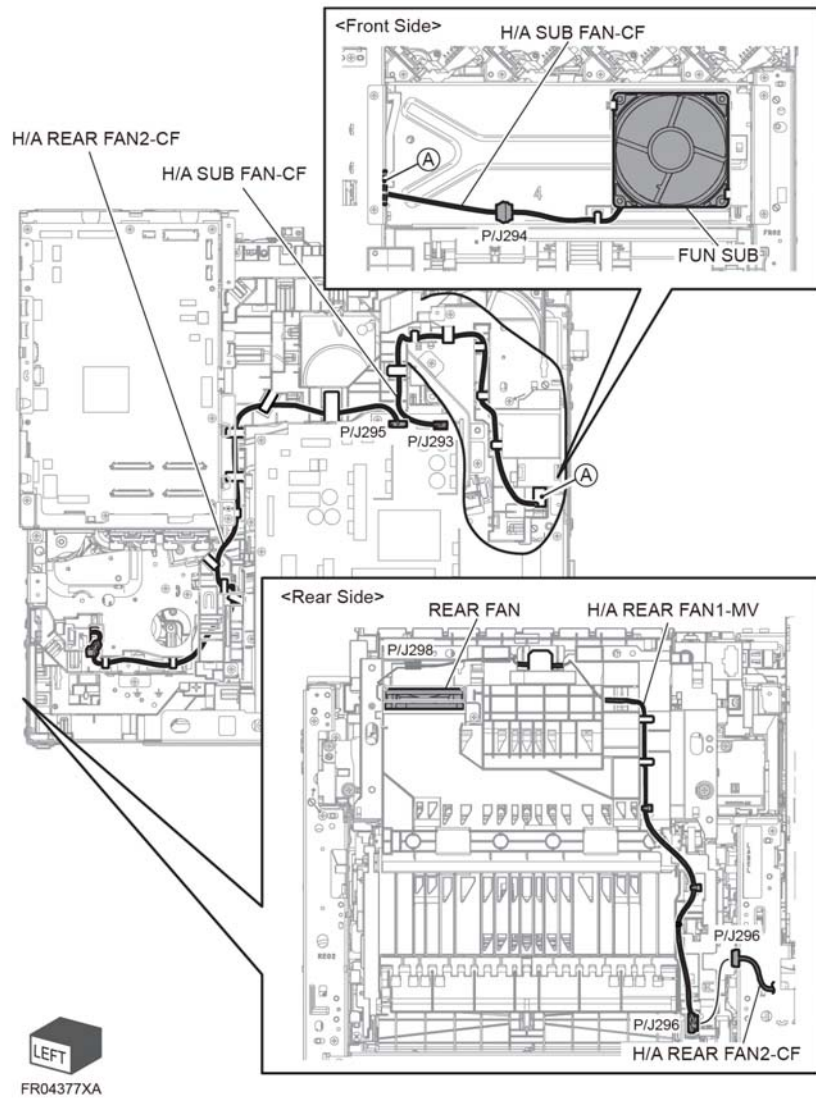 <Front Side>
H/A SUB FAN-CF
A
4
P/J294
FUN SUB
H/A REAR FAN2-CF
H/A SUB FAN-CF
P/J295
P/J293
A
<Rear Side>
REAR FAN
H/A REAR FAN1-MV
P/J298
P/J296
P/J296
H/A REAR FAN2-CF
LEFT
FR04377XA